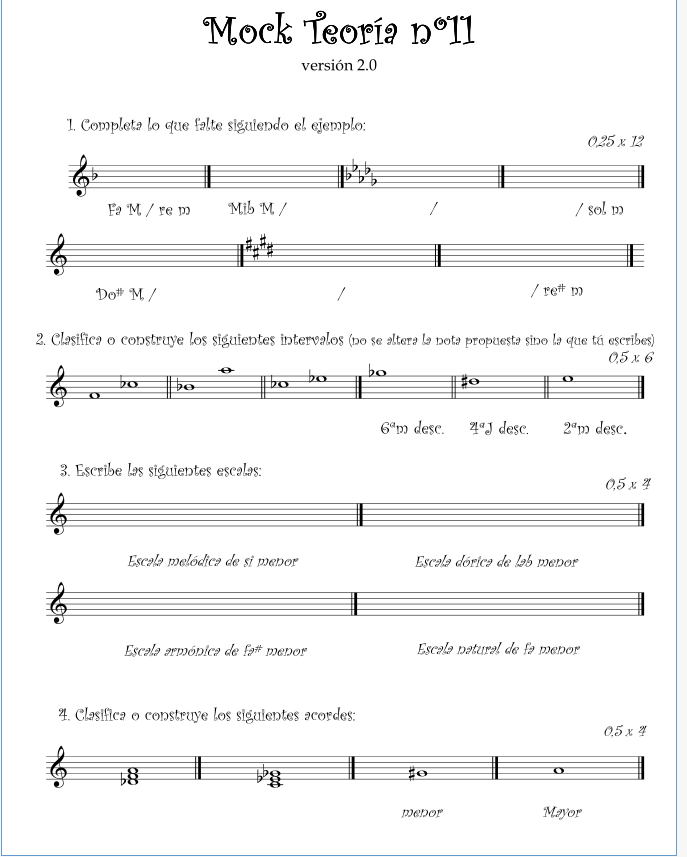 Mock Teoría nº11
versión 2.0
1. Completa lo que falte siguiendo el ejemplo:
0,25 x 12
Fa M / re m Mib M / / / sol m
Do# M / / / re# m
2. Clasifica o construye los siguientes intervalos (no se altera la nota propuesta sino la que tú escribes)
0,5 x 6
6ªm desc. 4ªJ desc. 2ªm desc.
3. Escribe las siguientes escalas:
0,5 x 4
Escala melódica de si menor Escala dórica de lab menor
Escala armónica de fa# menor Escala natural de fa menor
4. Clasifica o construye los siguientes acordes:
0,5 x 4
menor Mayor